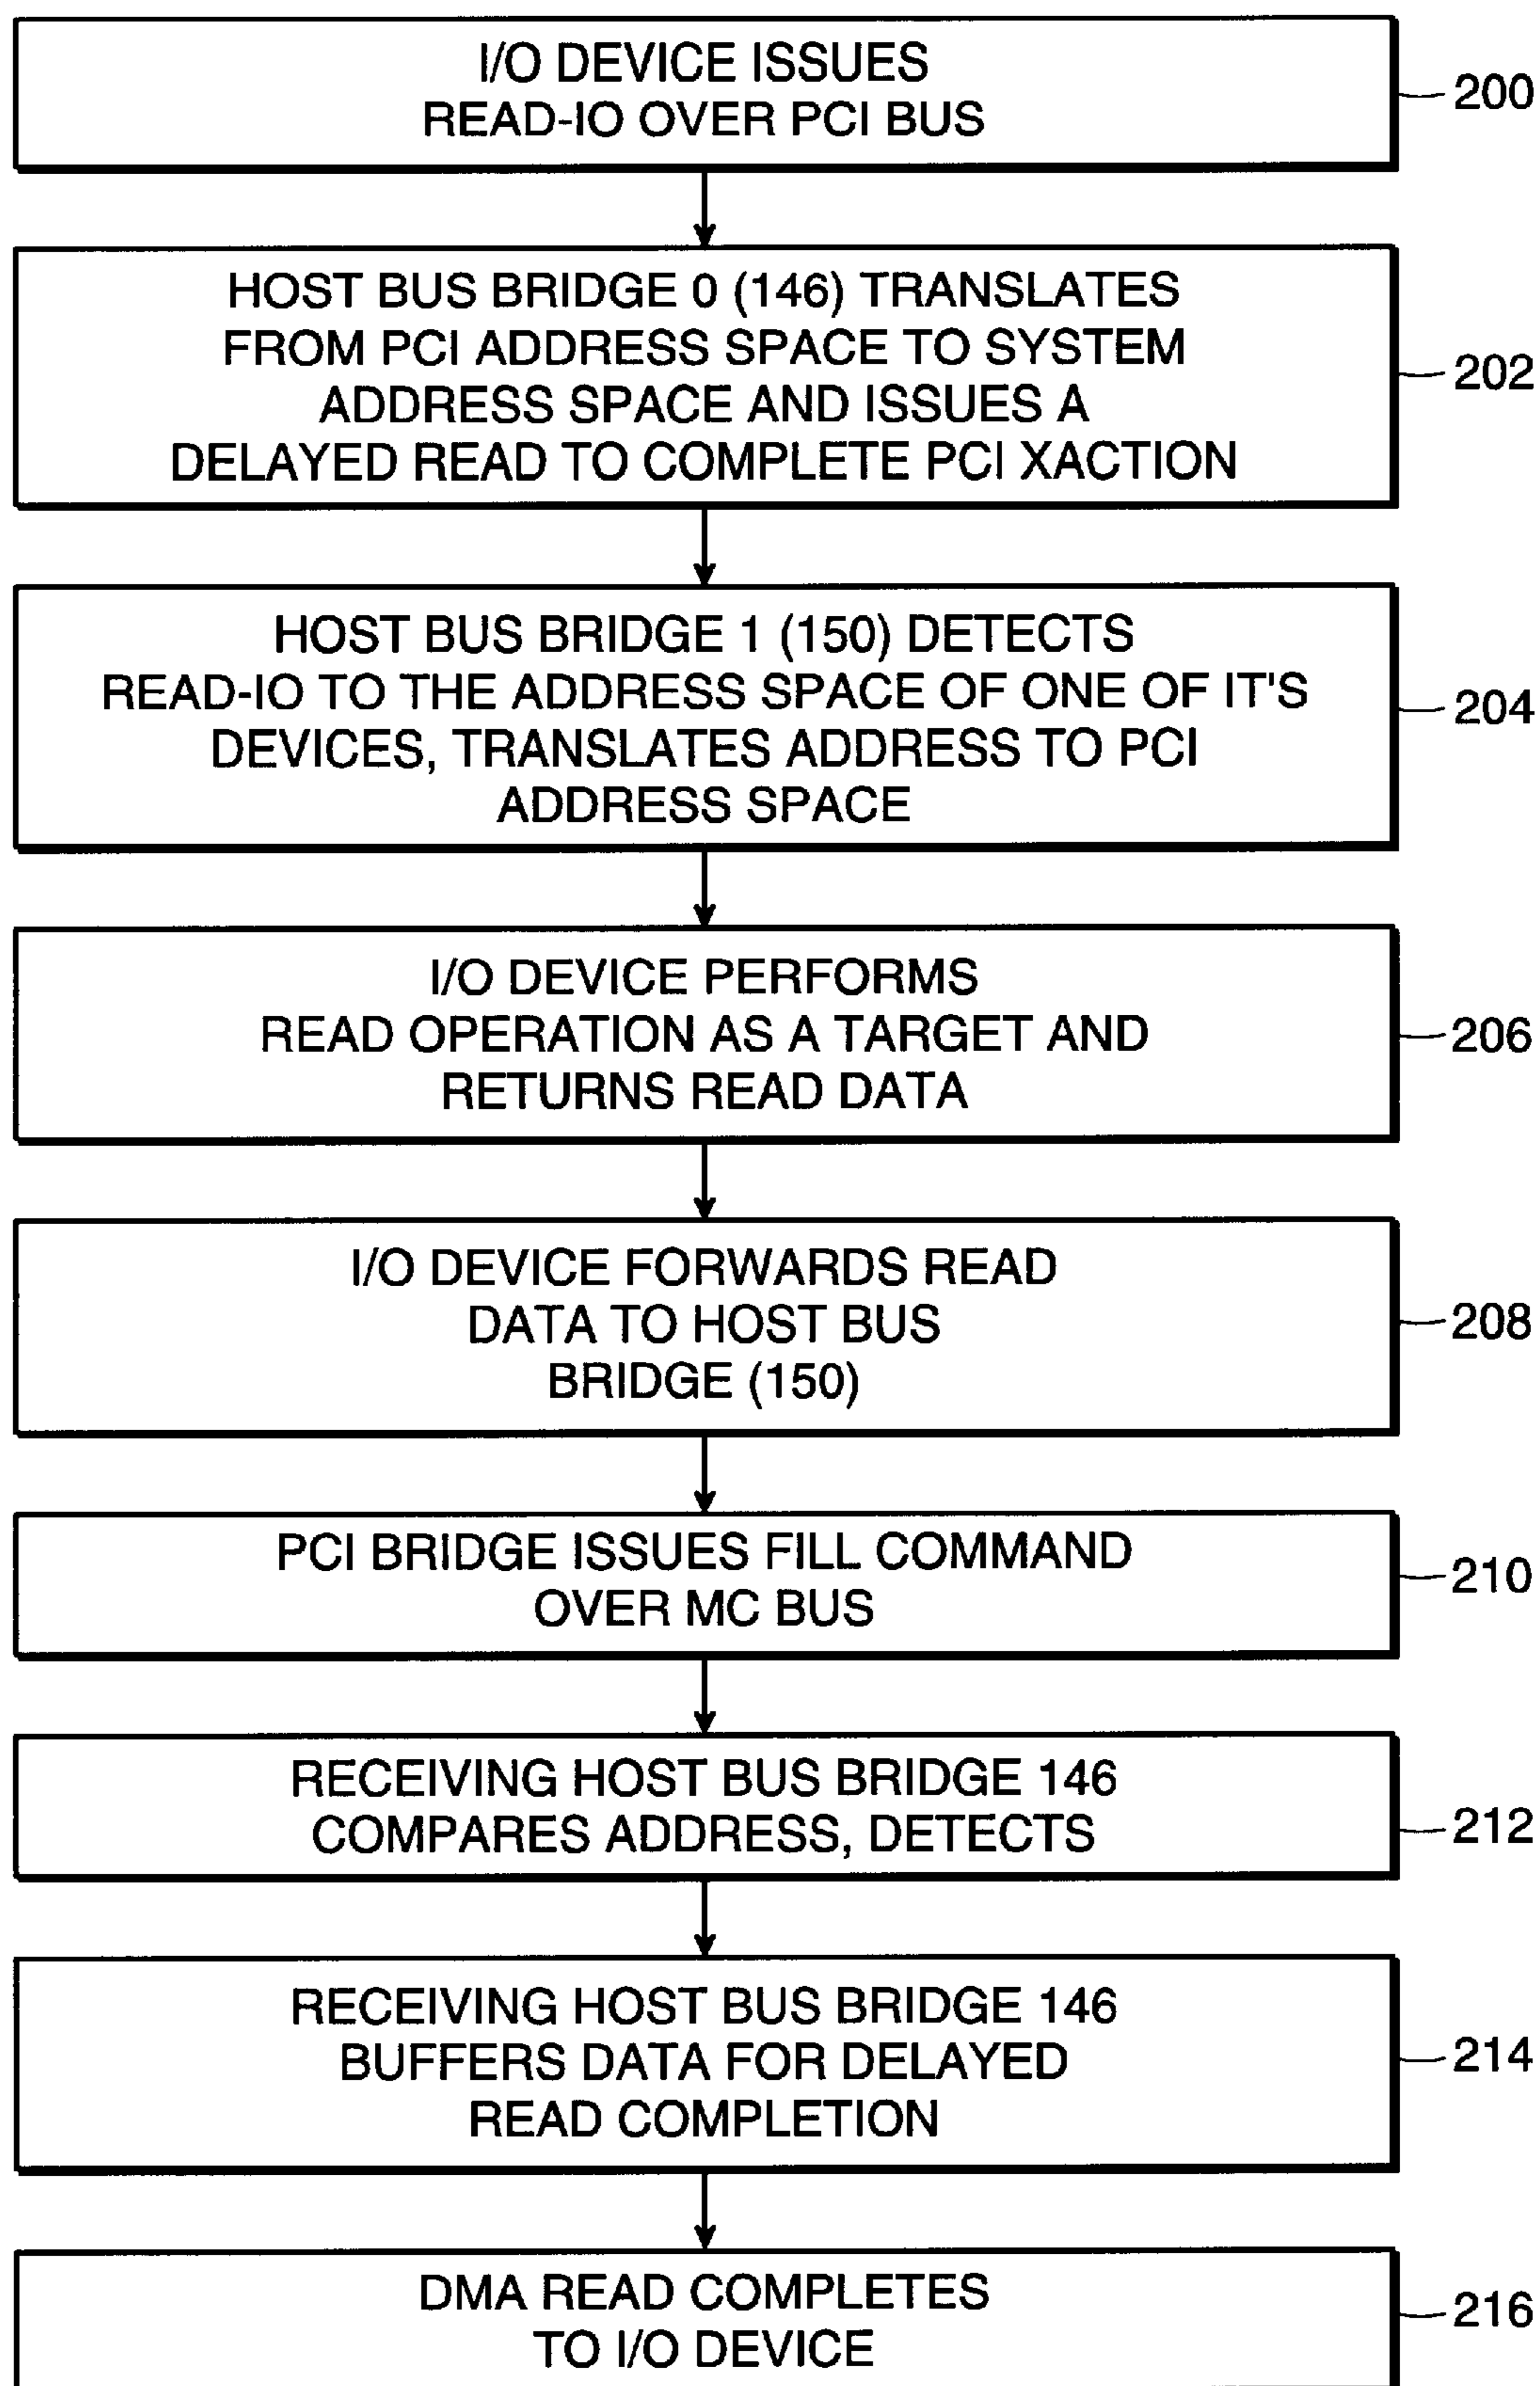 I/O DEVICE ISSUES
READ-IO OVER PCI BUS
200
HOST BUS BRIDGE 0 (146) TRANSLATES
FROM PCI ADDRESS SPACE TO SYSTEM
ADDRESS SPACE AND ISSUES A
DELAYED READ TO COMPLETE PCI XACTION
202
HOST BUS BRIDGE 1 (150) DETECTS
READ-IO TO THE ADDRESS SPACE OF ONE OF IT'S
DEVICES, TRANSLATES ADDRESS TO PCI
ADDRESS SPACE
204
I/O DEVICE PERFORMS
READ OPERATION AS A TARGET AND
RETURNS READ DATA
206
I/O DEVICE FORWARDS READ
DATA TO HOST BUS
BRIDGE (150)
208
PCI BRIDGE ISSUES FILL COMMAND
OVER MC BUS
210
RECEIVING HOST BUS BRIDGE 146
COMPARES ADDRESS, DETECTS
212
RECEIVING HOST BUS BRIDGE 146
BUFFERS DATA FOR DELAYED
READ COMPLETION
214
DMA READ COMPLETES
TO I/O DEVICE
216